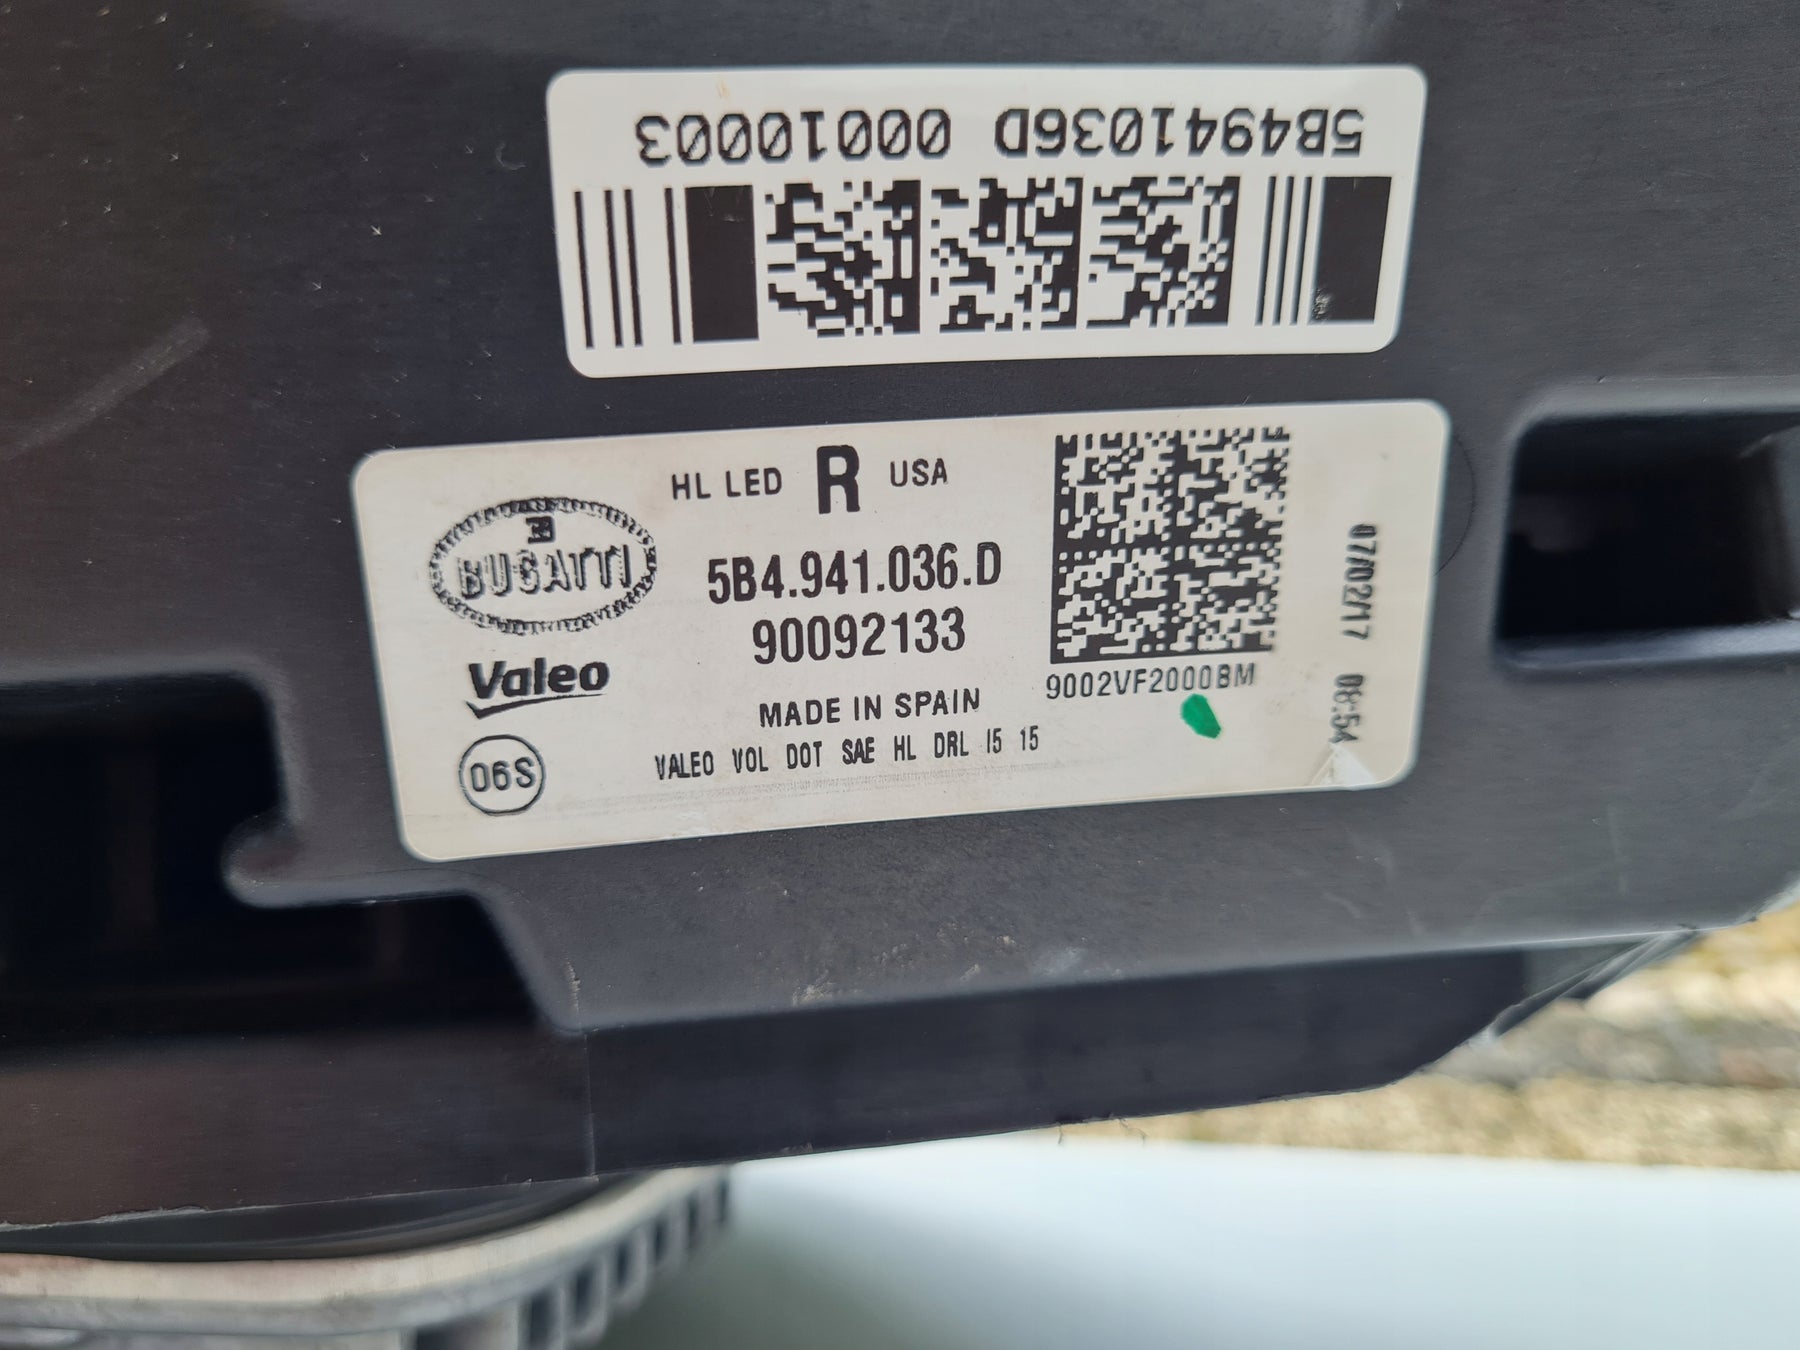 5B4941036D 00010003
HL LED R USA
B
BUGATTI
5B4.941.036.D
90092133
Valeo
9002VF20008M
MADE IN SPAIN
06S
VALEO VOL DOT SAE HL DRL I5 15
07/02/17 08:54